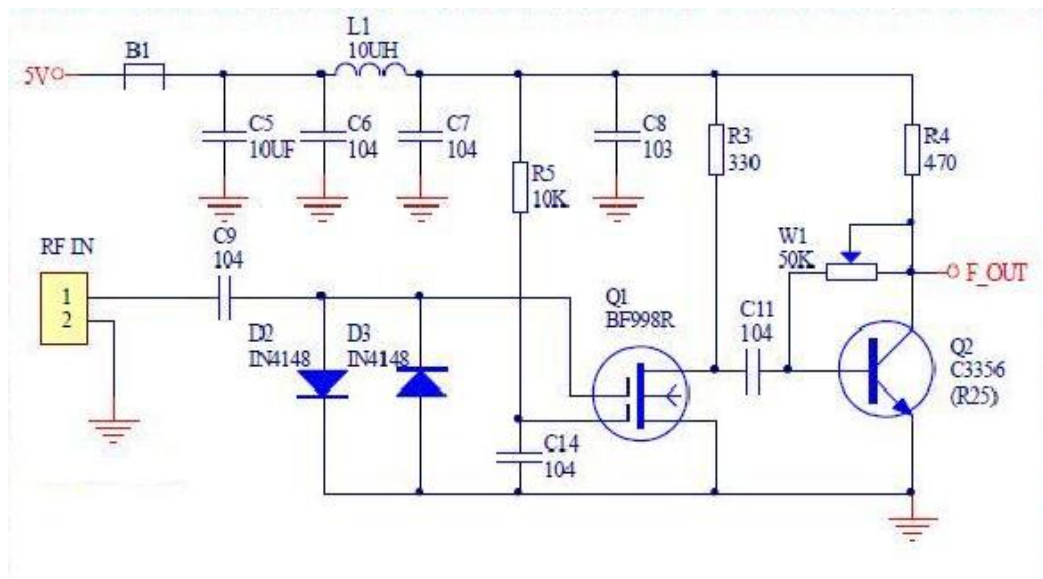 L1
10UH
B1
5V
C5
10UF
C6
104
C7
104
C8
103
R3
330
R4
470
R5
10K
C9
104
RF IN
1
2
W1
50K
F_OUT
Q1
BF998R
C11
104
D2
IN4148
D3
IN4148
Q2
C3356
(R25)
C14
104